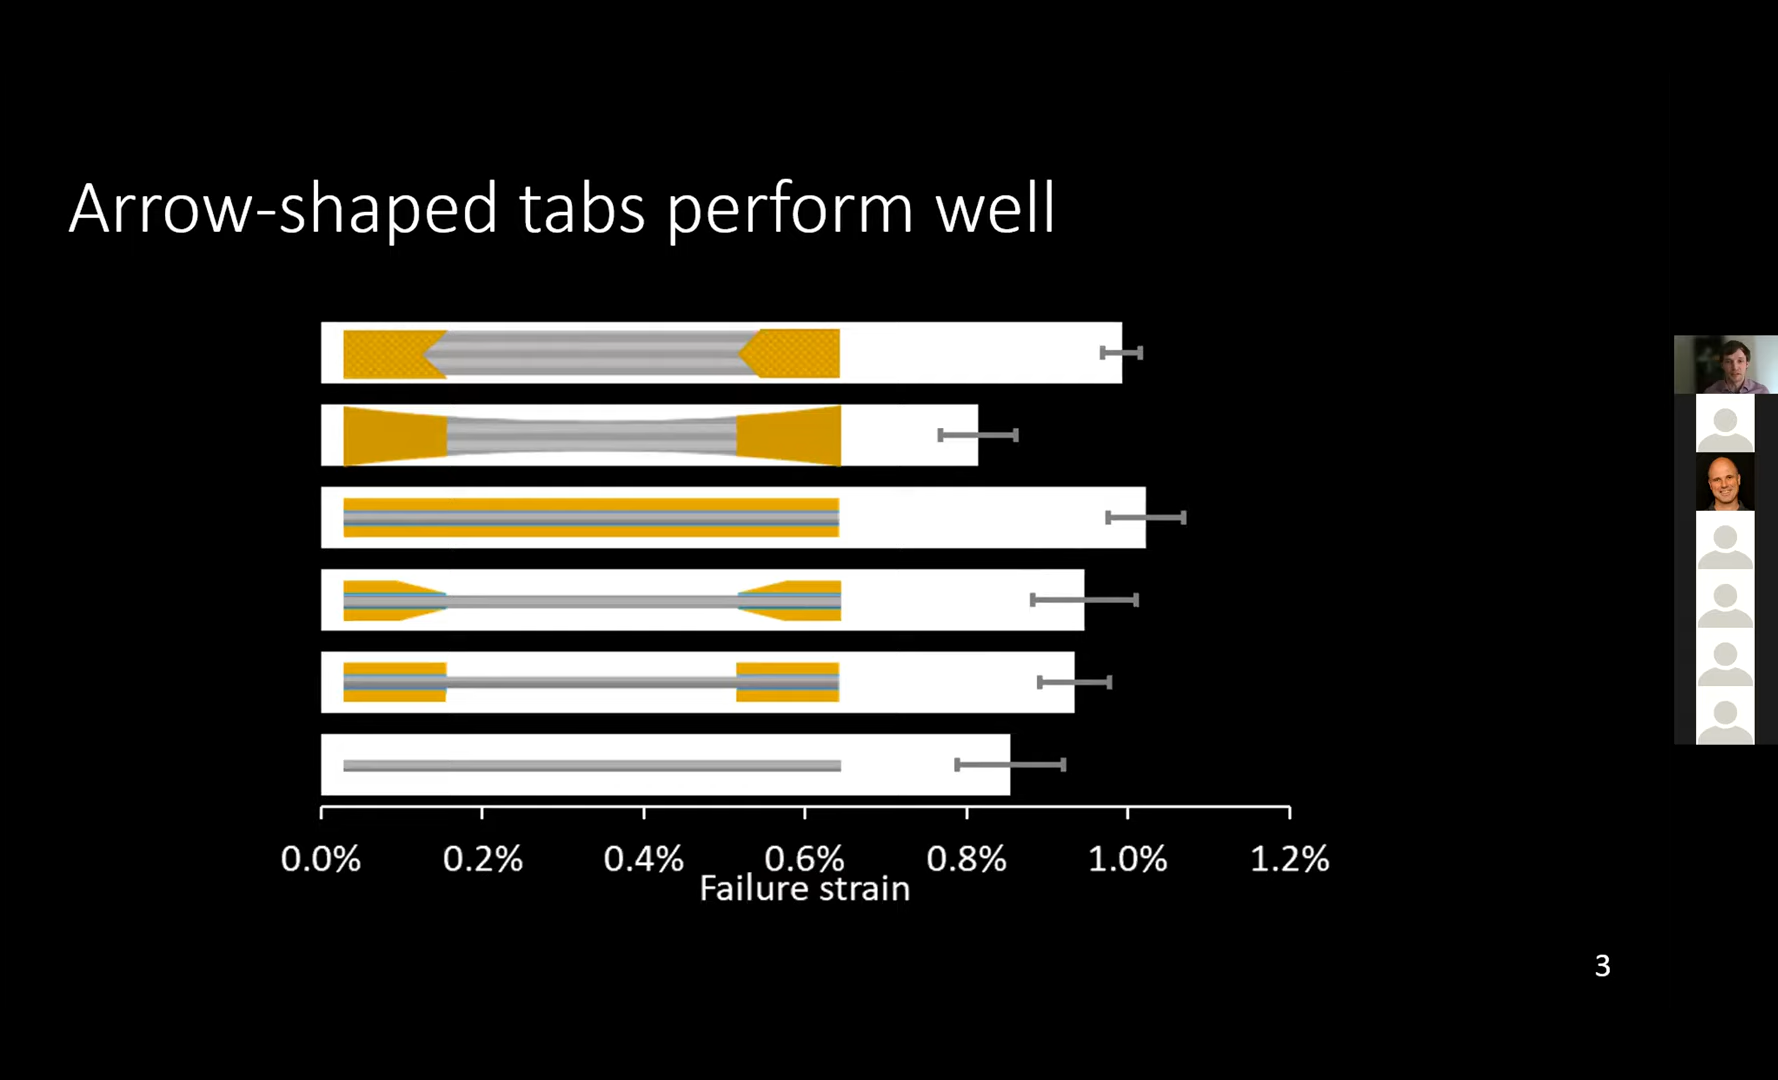 Arrow-shaped tabs perform well
0.0% 0.2% 0.4% 0.6% 0.8% 1.0% 1.2%
Failure strain
3